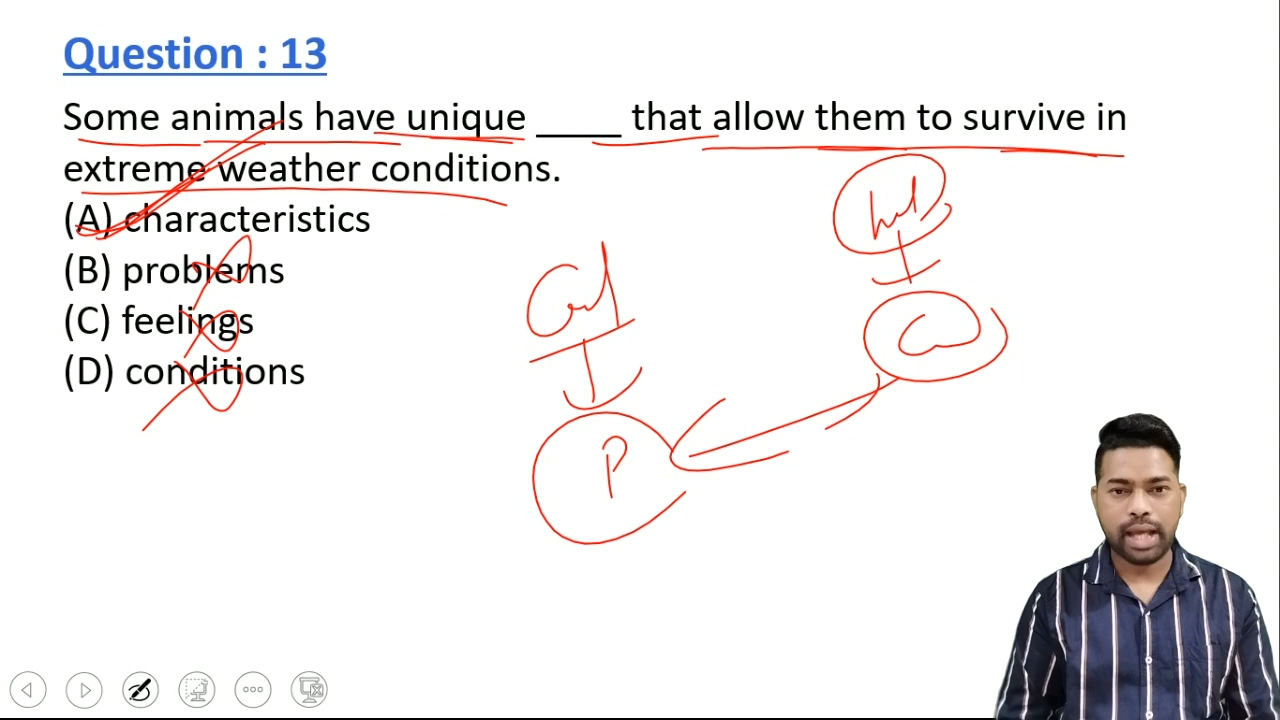 Question : 13
Some animals have unique ____ that allow them to survive in
extreme weather conditions.
(A) characteristics
(B) problems
(C) feelings
(D) conditions
P